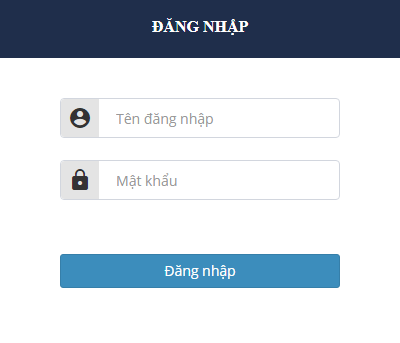 ĐĂNG NHẬP
Tên đăng nhập
Mật khẩu
Đăng nhập